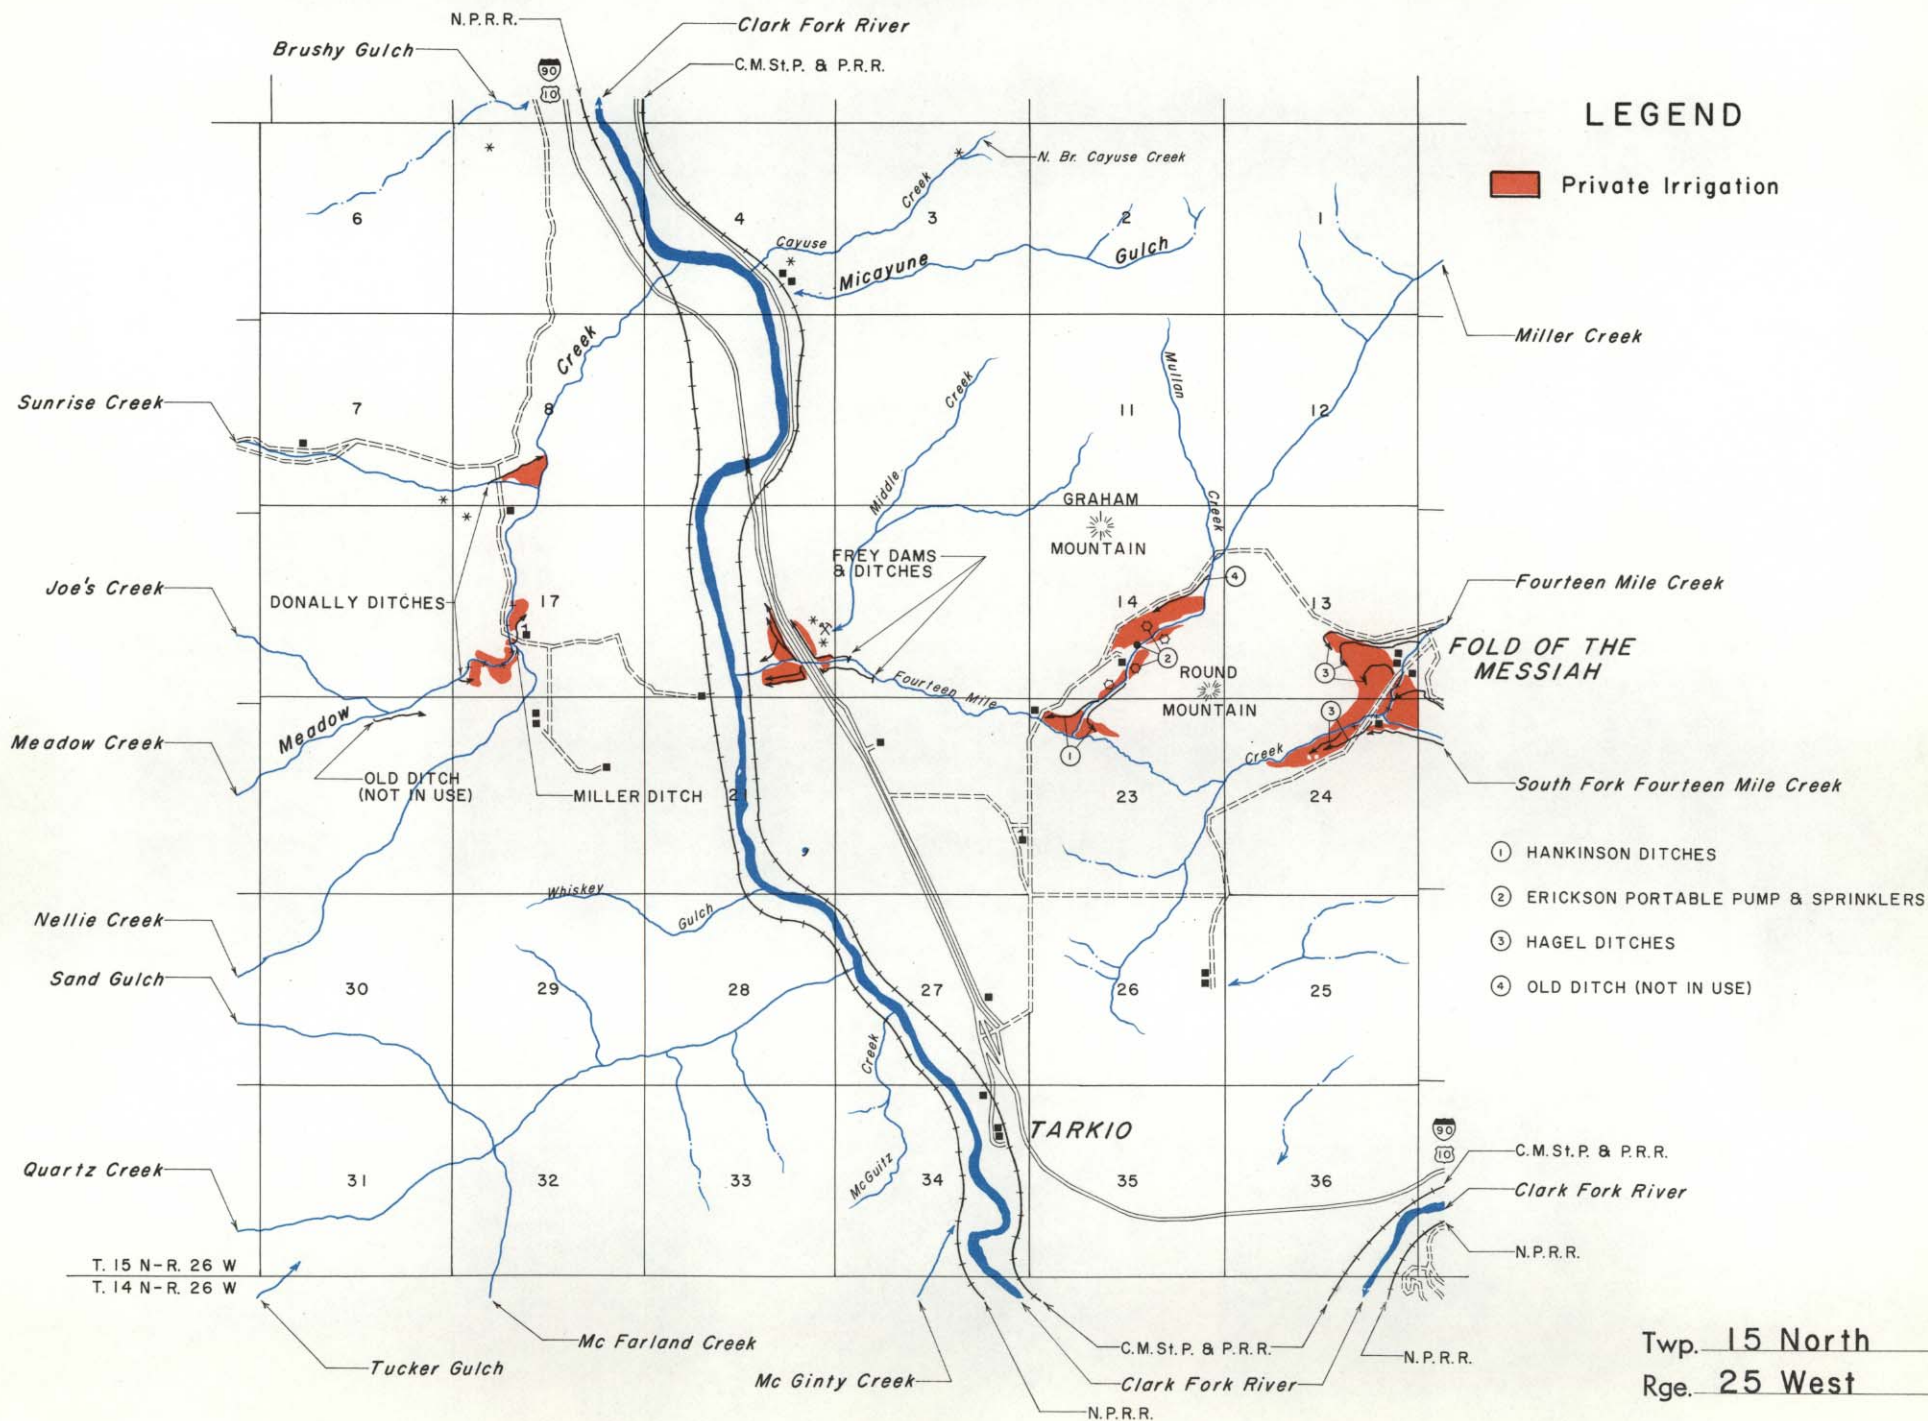 N.P.R.R.
Clark Fork River
Brushy Gulch
C.M.St.P. & P.R.R.
90
10
LEGEND
Private Irrigation
N. Br. Cayuse Creek
Creek
6
4
3
2
1
Cayuse
Micayune
Gulch
Miller Creek
Creek
Mullan
Creek
Sunrise Creek
7
8
11
12
Middle
Creek
GRAHAM
MOUNTAIN
FREY DAMS
& DITCHES
Joe's Creek
DONALLY DITCHES
17
14
4
13
Fourteen Mile Creek
FOLD OF THE
MESSIAH
2
3
ROUND
MOUNTAIN
Fourteen Mile
Meadow
3
Meadow Creek
OLD DITCH
(NOT IN USE)
MILLER DITCH
21
1
Creek
23
24
South Fork Fourteen Mile Creek
1 HANKINSON DITCHES
2 ERICKSON PORTABLE PUMP & SPRINKLERS
3 HAGEL DITCHES
4 OLD DITCH (NOT IN USE)
Whiskey
Gulch
Nellie Creek
Sand Gulch
30
29
28
27
26
25
Creek
TARKIO
90
10
C.M.St.P. & P.R.R.
Quartz Creek
31
32
33
McGuitz
34
35
36
Clark Fork River
N.P.R.R.
T. 15 N-R. 26 W
T. 14 N-R. 26 W
Mc Farland Creek
Tucker Gulch
Mc Ginty Creek
C.M.St.P. & P.R.R.
Clark Fork River
N.P.R.R.
N.P.R.R.
Twp. 15 North
Rge. 25 West